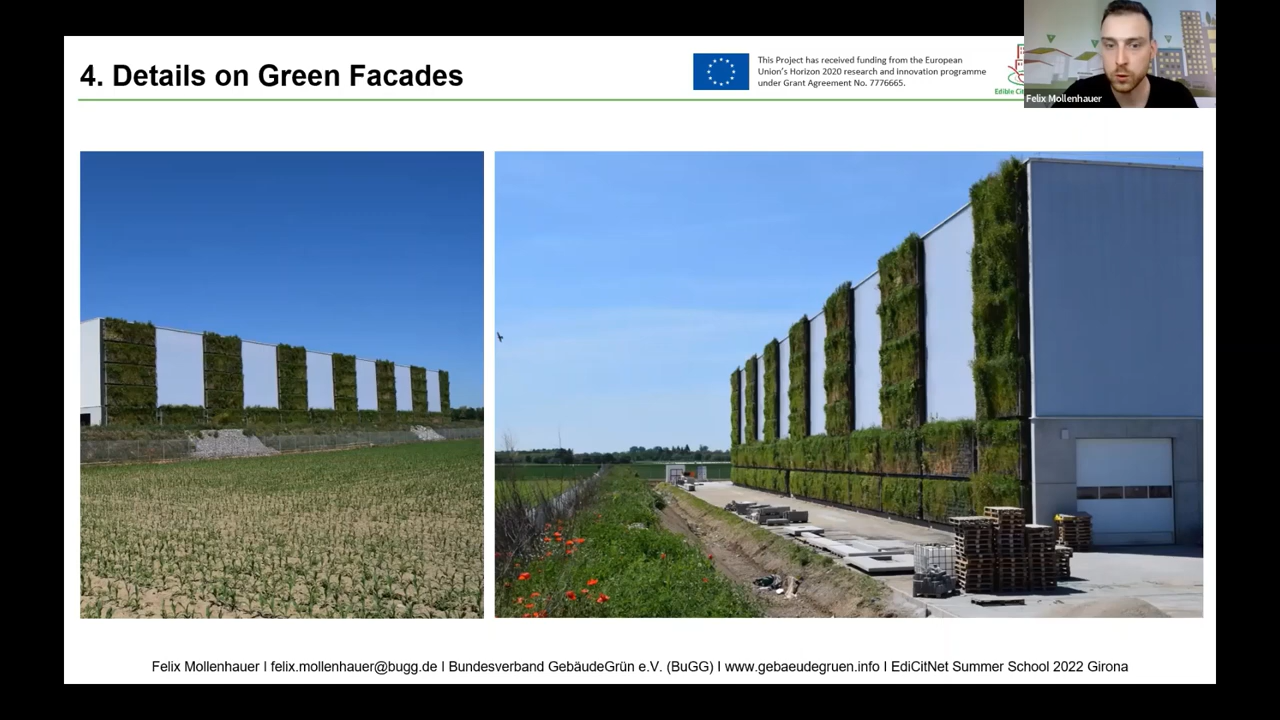 4. Details on Green Facades
This Project has received funding from the European
Union's Horizon 2020 research and innovation programme
under Grant Agreement No. 7776665.
Edible
Felix Mollenhauer
Felix Mollenhauer I felix.mollenhauer@bugg.de I Bundesverband GebäudeGrün e.V. (BuGG) I www.gebaeudegruen.info I EdiCitNet Summer School 2022 Girona